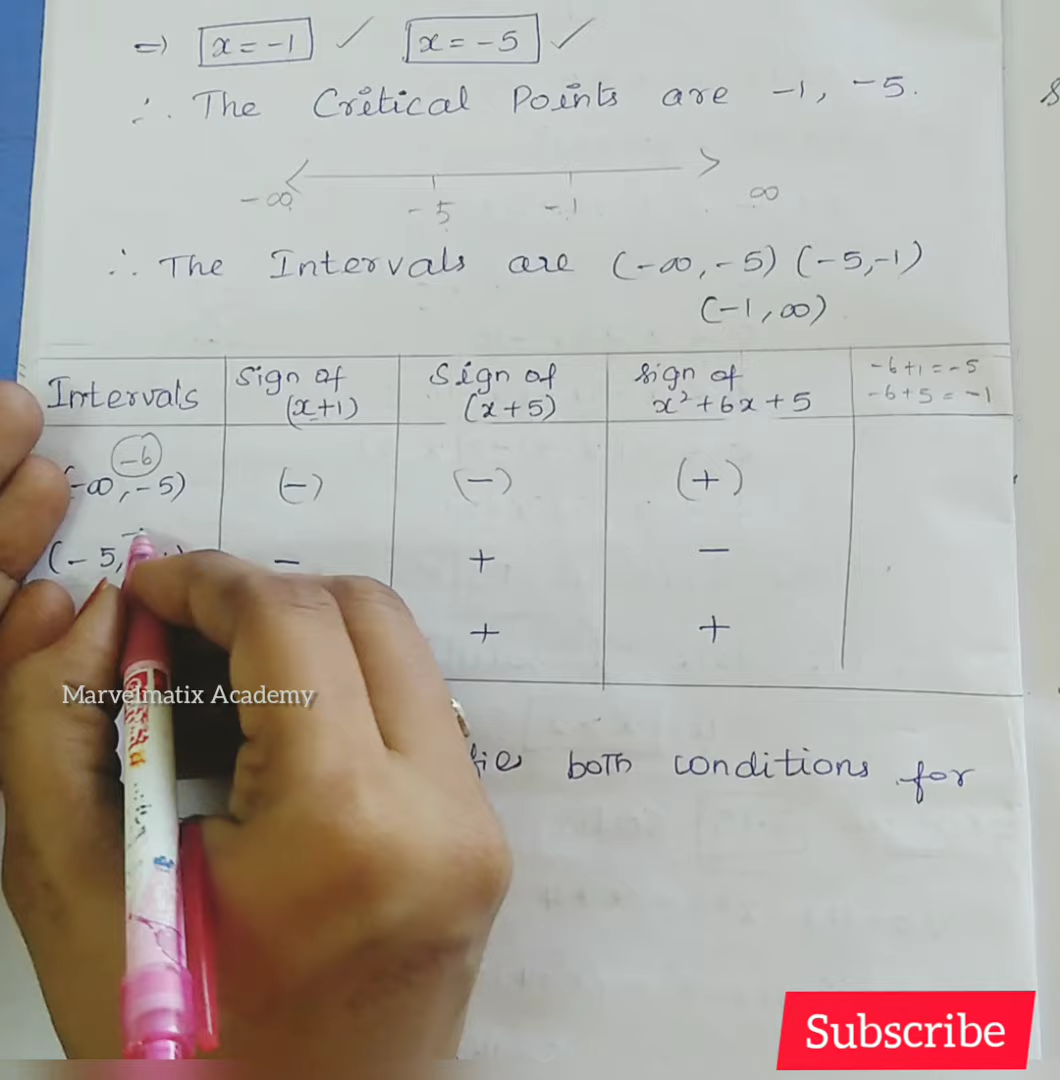 =) x = -1 ✓ x = -5 ✓
∴ The Critical Points are -1, -5.
-∞ -5 -1 ∞
∴ The Intervals are (-∞, -5) (-5, -1)
(-1, ∞)
Intervals Sign of (x+1) Sign of (x+5) Sign of x²+6x+5 -6+1 = -5
-6+5 = -1
-6
(-∞, -5) (-) (-) (+)
(-5, - + -
+ +
both conditions for
Marvelmatix Academy
Subscribe